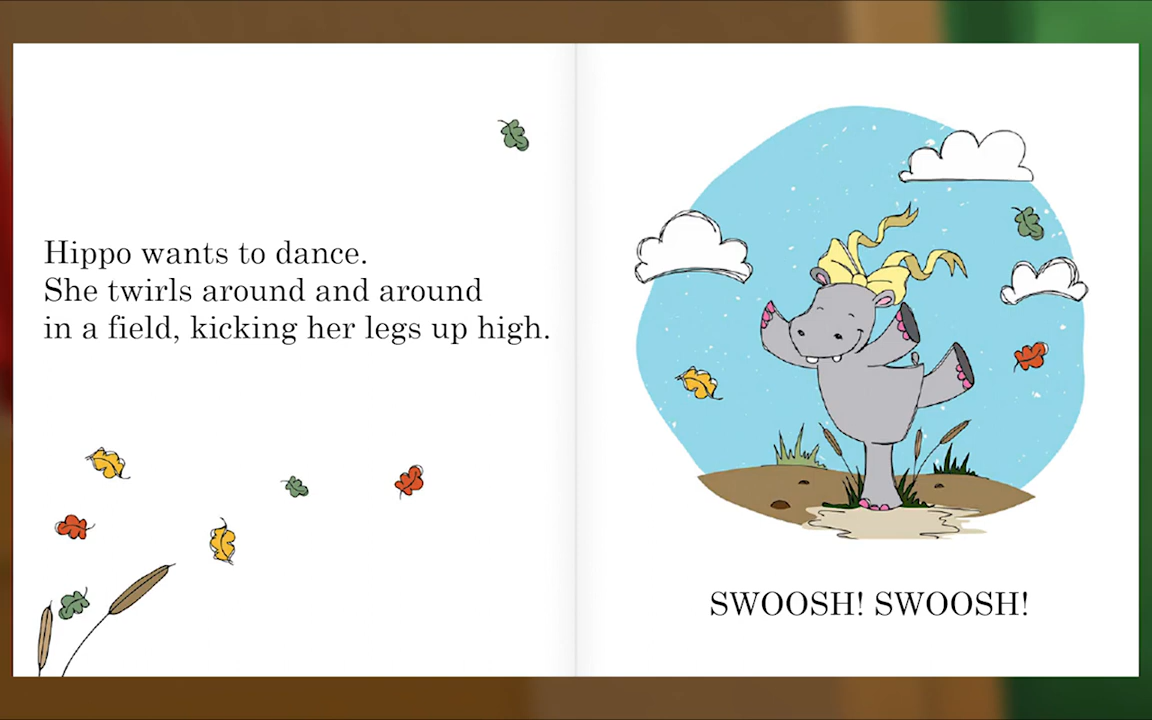 Hippo wants to dance.
She twirls around and around
in a field, kicking her legs up high.
SWOOSH! SWOOSH!